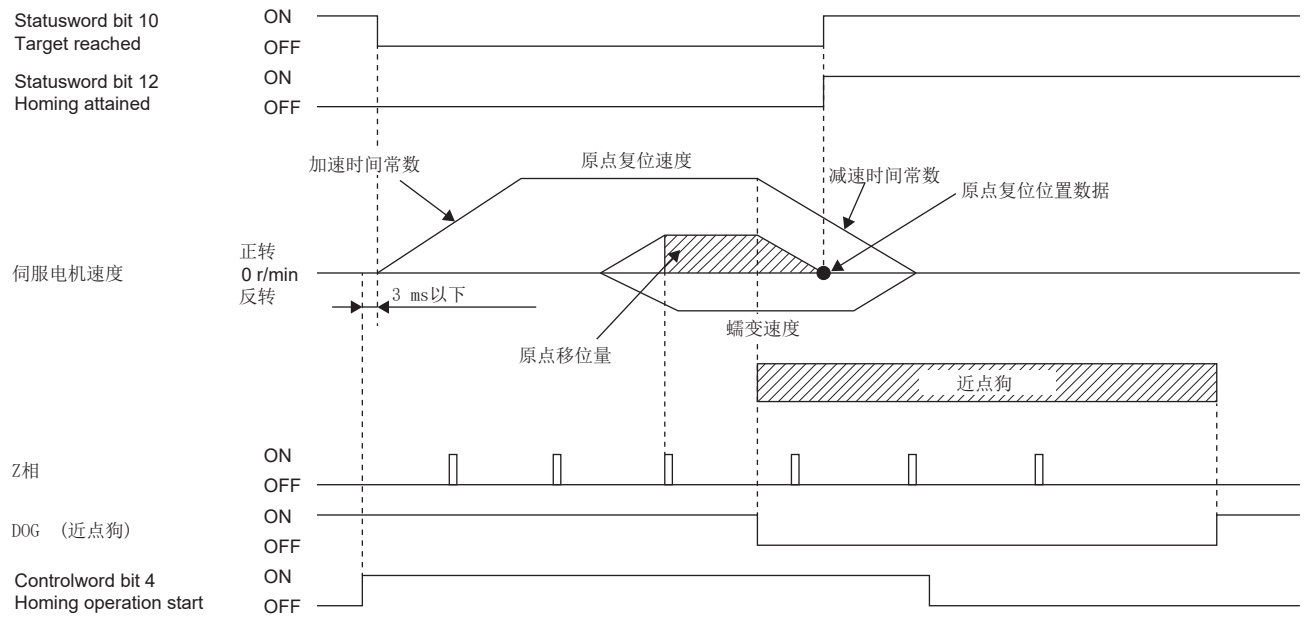 Statusword bit 10
Target reached
ON
OFF
Statusword bit 12
Homing attained
ON
OFF
加速时间常数
原点复位速度
减速时间常数
原点复位位置数据
伺服电机速度
正转
0 r/min
反转
3 ms以下
蠕变速度
原点移位量
近点狗
Z相
ON
OFF
DOG (近点狗)
ON
OFF
Controlword bit 4
Homing operation start
ON
OFF